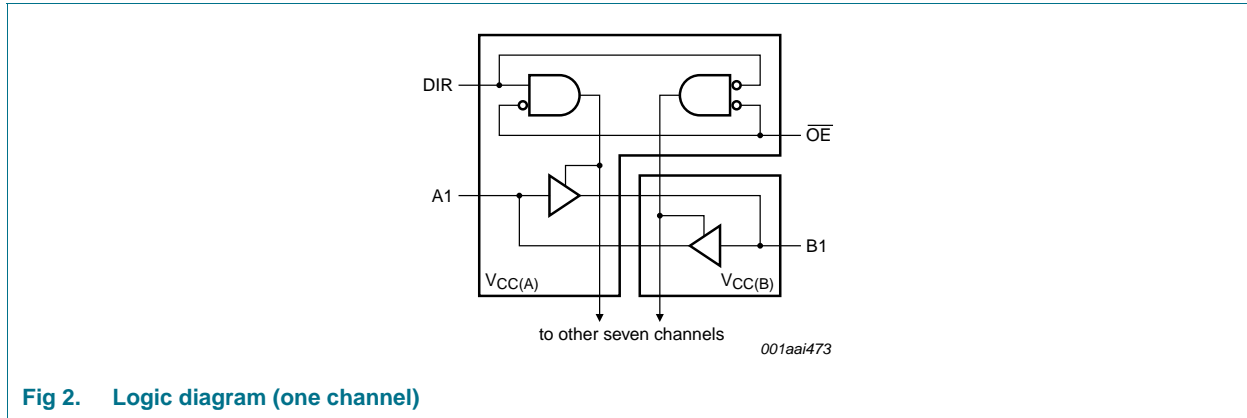 DIR
OE
A1
B1
VCC(A)
VCC(B)
to other seven channels
001aai473
Fig 2. Logic diagram (one channel)